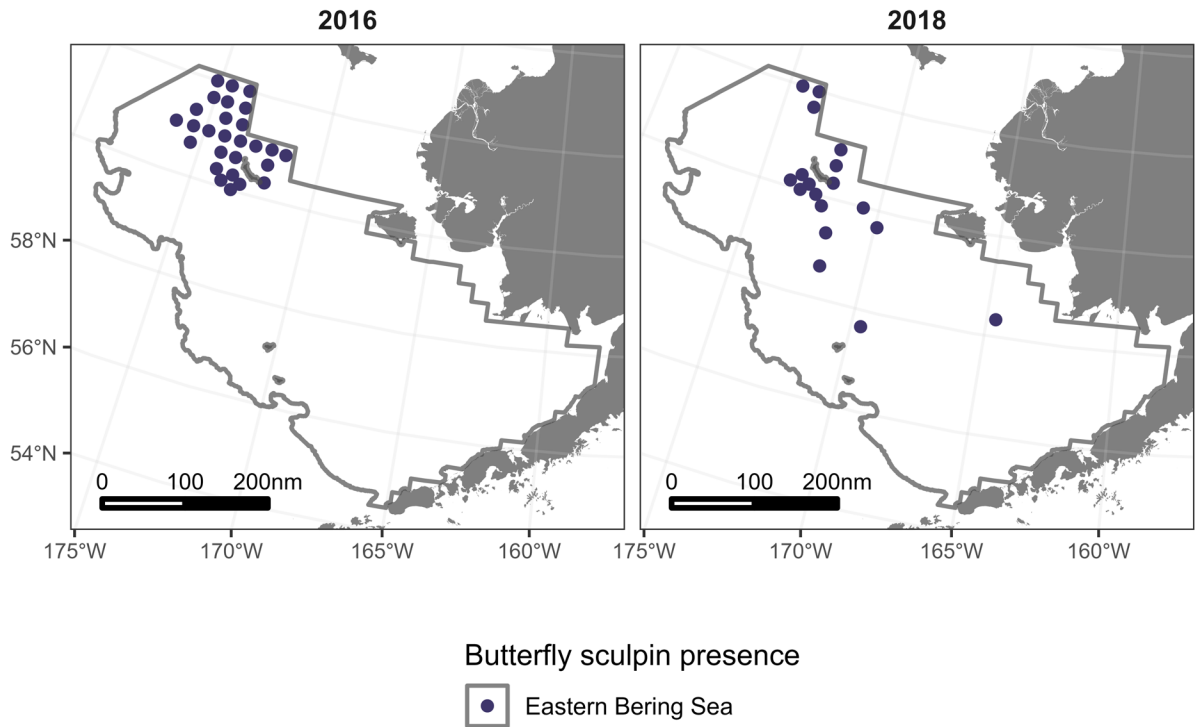 2016 2018
58°N
56°N
54°N
0 100 200nm 0 100 200nm
175°W 170°W 165°W 160°W 175°W 170°W 165°W 160°W
Butterfly sculpin presence
Eastern Bering Sea